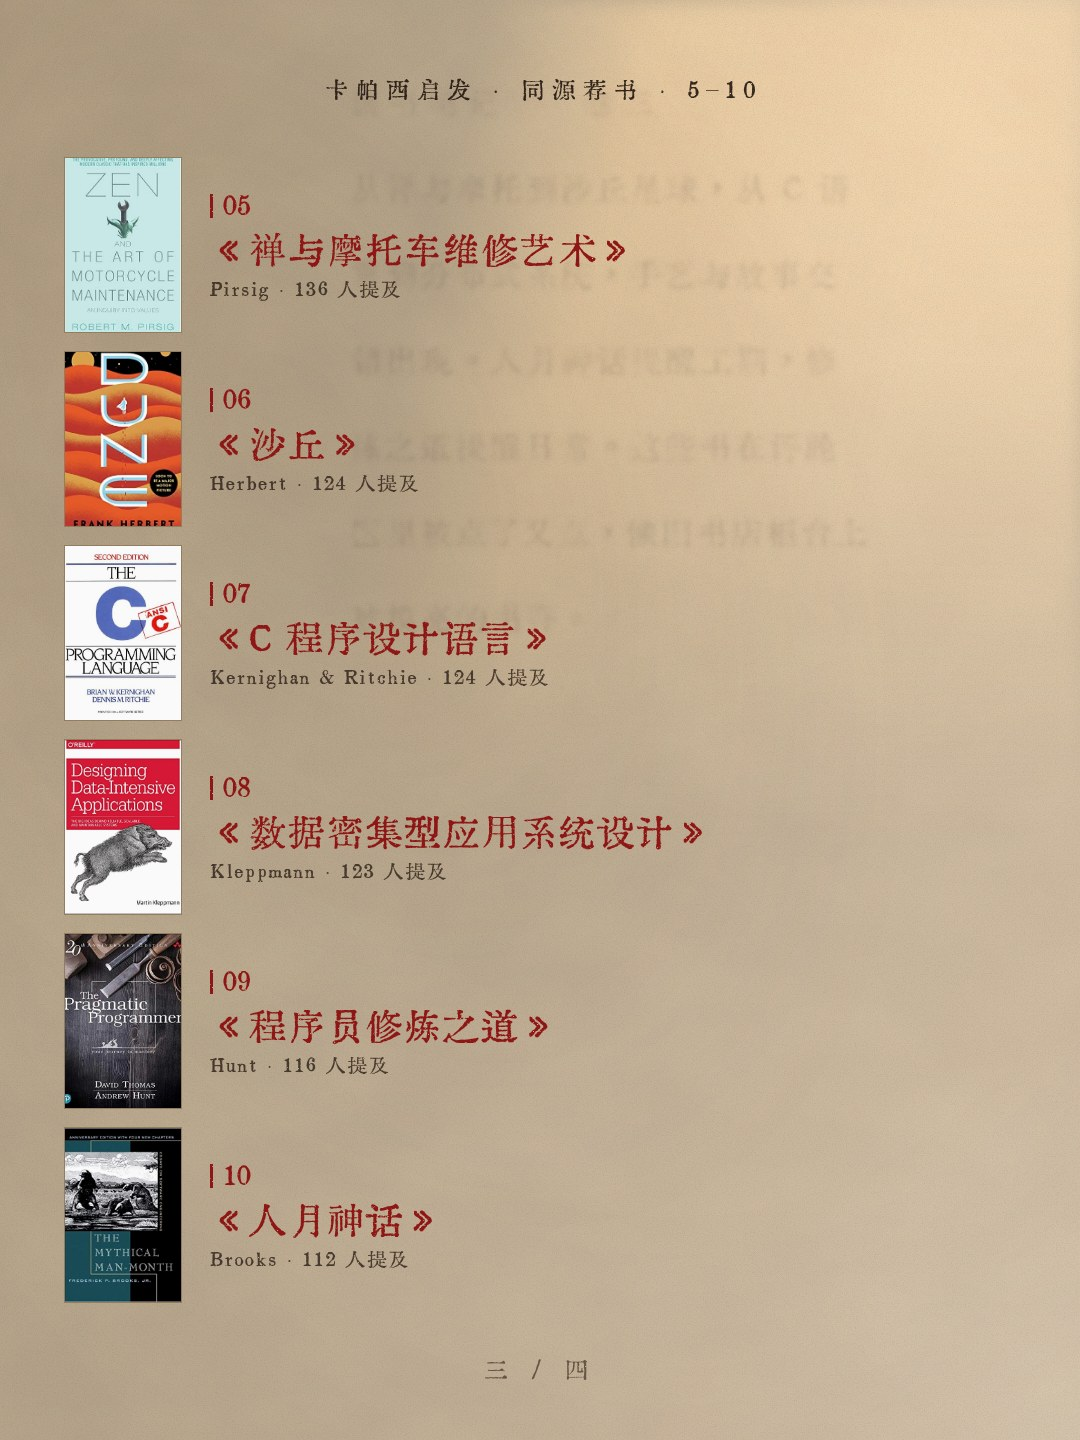 卡帕西启发 · 同源荐书 · 5–10
ZEN
AND
THE ART OF
MOTORCYCLE
MAINTENANCE
ROBERT M. PIRSIG
05
《禅与摩托车维修艺术》
Pirsig · 136 人提及
DUNE
FRANK HERBERT
06
《沙丘》
Herbert · 124 人提及
SECOND EDITION
THE
C
ANSI
C
PROGRAMMING
LANGUAGE
BRIAN W. KERNIGHAN
DENNIS M. RITCHIE
07
《C 程序设计语言》
Kernighan & Ritchie · 124 人提及
O'REILLY
Designing
Data-Intensive
Applications
Martin Kleppmann
08
《数据密集型应用系统设计》
Kleppmann · 123 人提及
The
Pragmatic
Programmer
DAVID THOMAS
ANDREW HUNT
09
《程序员修炼之道》
Hunt · 116 人提及
ANNIVERSARY EDITION WITH FOUR NEW CHAPTERS
THE
MYTHICAL
MAN-MONTH
FREDERICK P. BROOKS, JR.
10
《人月神话》
Brooks · 112 人提及
三 / 四